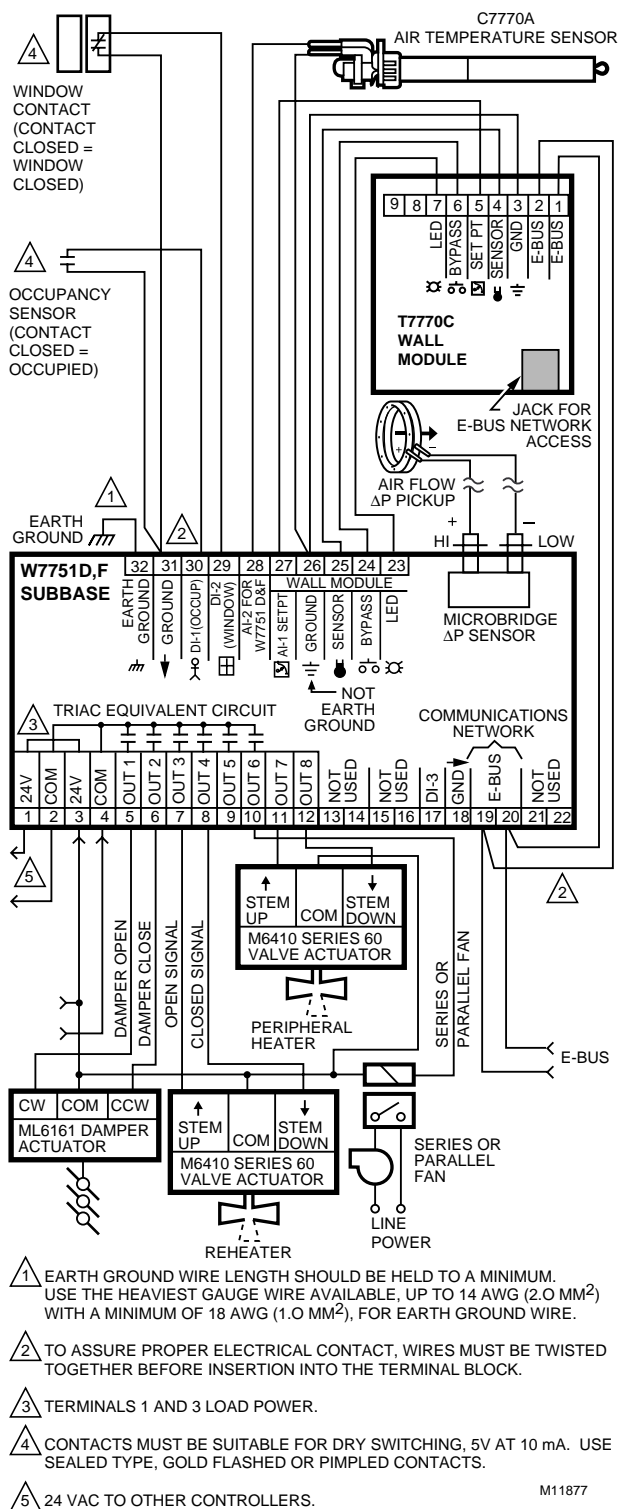 C7770A
AIR TEMPERATURE SENSOR
4
WINDOW
CONTACT
(CONTACT
CLOSED =
WINDOW
CLOSED)
9 8 7 6 5 4 3 2 1
LED
BYPASS
SET PT
SENSOR
GND
E-BUS
E-BUS
4
OCCUPANCY
SENSOR
(CONTACT
CLOSED =
OCCUPIED)
T7770C
WALL
MODULE
JACK FOR
E-BUS NETWORK
ACCESS
AIR FLOW
ΔP PICKUP
+ –
1
EARTH
GROUND
2
+ –
HI LOW
W7751D,F
SUBBASE
32 31 30 29 28 27 26 25 24 23
EARTH
GROUND
GROUND
DI-1(OCCUP)
DI-2
(WINDOW)
AI-2 FOR
W7751 D&F
WALL MODULE
AI-1 SETPT
GROUND
SENSOR
BYPASS
LED
MICROBRIDGE
ΔP SENSOR
NOT
EARTH
GROUND
3
TRIAC EQUIVALENT CIRCUIT
COMMUNICATIONS
NETWORK
24V
COM
24V
COM
OUT 1
OUT 2
OUT 3
OUT 4
OUT 5
OUT 6
OUT 7
OUT 8
NOT
USED
NOT
USED
DI-3
GND
E-BUS
NOT
USED
1 2 3 4 5 6 7 8 9 10 11 12 13 14 15 16 17 18 19 20 21 22
5
2
DAMPER OPEN
DAMPER CLOSE
OPEN SIGNAL
CLOSED SIGNAL
STEM
UP
COM
STEM
DOWN
M6410 SERIES 60
VALVE ACTUATOR
PERIPHERAL
HEATER
SERIES OR
PARALLEL FAN
E-BUS
CW COM CCW
ML6161 DAMPER
ACTUATOR
STEM
UP
COM
STEM
DOWN
M6410 SERIES 60
VALVE ACTUATOR
REHEATER
SERIES OR
PARALLEL
FAN
LINE
POWER
1 EARTH GROUND WIRE LENGTH SHOULD BE HELD TO A MINIMUM.
USE THE HEAVIEST GAUGE WIRE AVAILABLE, UP TO 14 AWG (2.O MM2)
WITH A MINIMUM OF 18 AWG (1.O MM2), FOR EARTH GROUND WIRE.
2 TO ASSURE PROPER ELECTRICAL CONTACT, WIRES MUST BE TWISTED
TOGETHER BEFORE INSERTION INTO THE TERMINAL BLOCK.
3 TERMINALS 1 AND 3 LOAD POWER.
4 CONTACTS MUST BE SUITABLE FOR DRY SWITCHING, 5V AT 10 mA. USE
SEALED TYPE, GOLD FLASHED OR PIMPLED CONTACTS.
5 24 VAC TO OTHER CONTROLLERS.
M11877